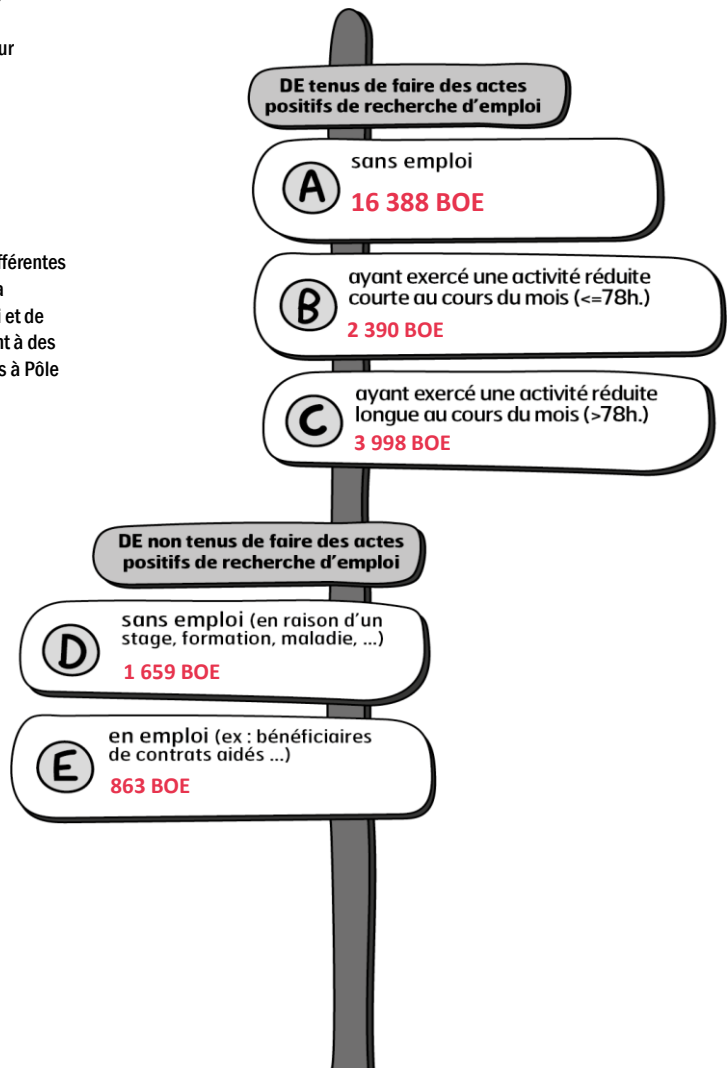 ur
fférentes
a
i et de
nt à des
s à Pôle
DE tenus de faire des actes
positifs de recherche d'emploi
A
sans emploi
16 388 BOE
B
ayant exercé une activité réduite
courte au cours du mois (<=78h.)
2 390 BOE
C
ayant exercé une activité réduite
longue au cours du mois (>78h.)
3 998 BOE
DE non tenus de faire des actes
positifs de recherche d'emploi
D
sans emploi (en raison d'un
stage, formation, maladie, ...)
1 659 BOE
E
en emploi (ex : bénéficiaires
de contrats aidés ...)
863 BOE